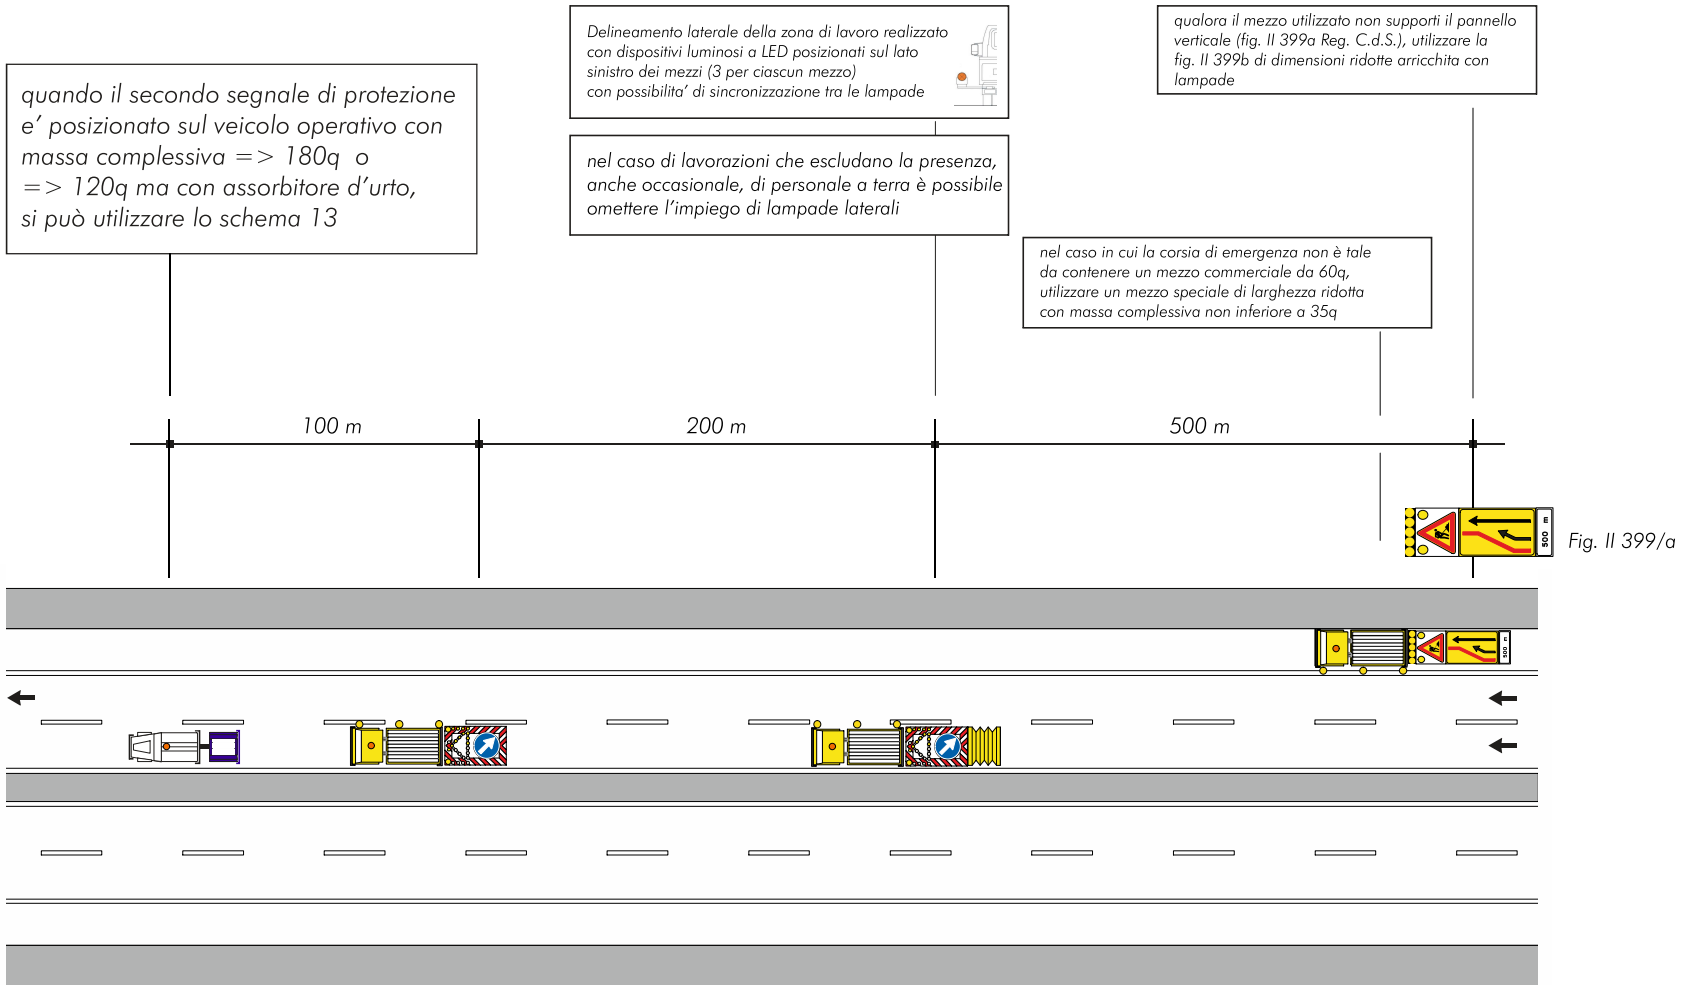 quando il secondo segnale di protezione
e' posizionato sul veicolo operativo con
massa complessiva => 180q o
=> 120q ma con assorbitore d'urto,
si può utilizzare lo schema 13
Delineamento laterale della zona di lavoro realizzato
con dispositivi luminosi a LED posizionati sul lato
sinistro dei mezzi (3 per ciascun mezzo)
con possibilita' di sincronizzazione tra le lampade
nel caso di lavorazioni che escludano la presenza,
anche occasionale, di personale a terra è possibile
omettere l'impiego di lampade laterali
qualora il mezzo utilizzato non supporti il pannello
verticale (fig. II 399a Reg. C.d.S.), utilizzare la
fig. II 399b di dimensioni ridotte arricchita con
lampade
nel caso in cui la corsia di emergenza non è tale
da contenere un mezzo commerciale da 60q,
utilizzare un mezzo speciale di larghezza ridotta
con massa complessiva non inferiore a 35q
100 m
200 m
500 m
500 m
Fig. II 399/a
500 m